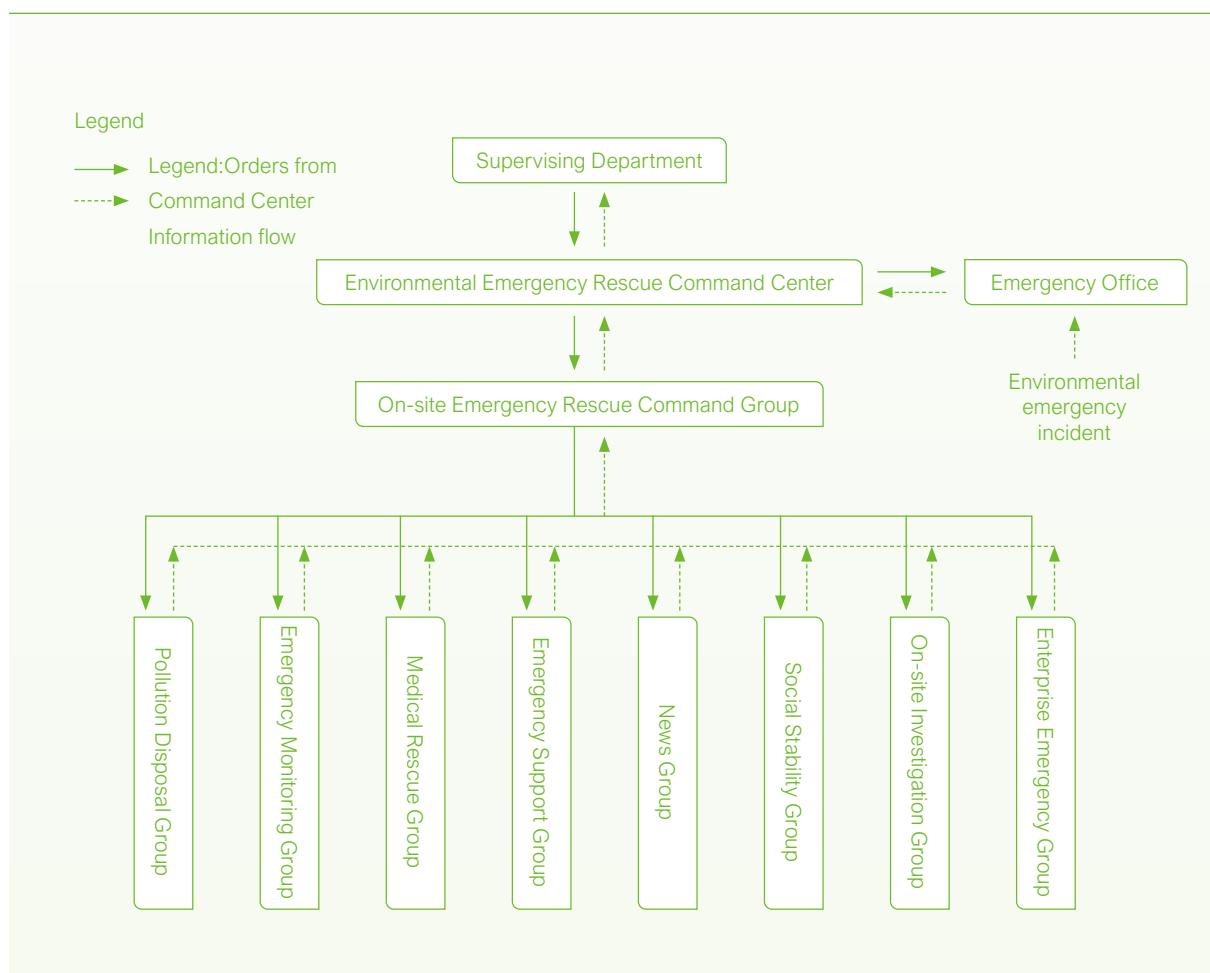 Legend
Legend:Orders from
Command Center
Information flow
Supervising Department
Environmental Emergency Rescue Command Center
Emergency Office
On-site Emergency Rescue Command Group
Environmental
emergency
incident
Pollution Disposal Group
Emergency Monitoring Group
Medical Rescue Group
Emergency Support Group
News Group
Social Stability Group
On-site Investigation Group
Enterprise Emergency Group